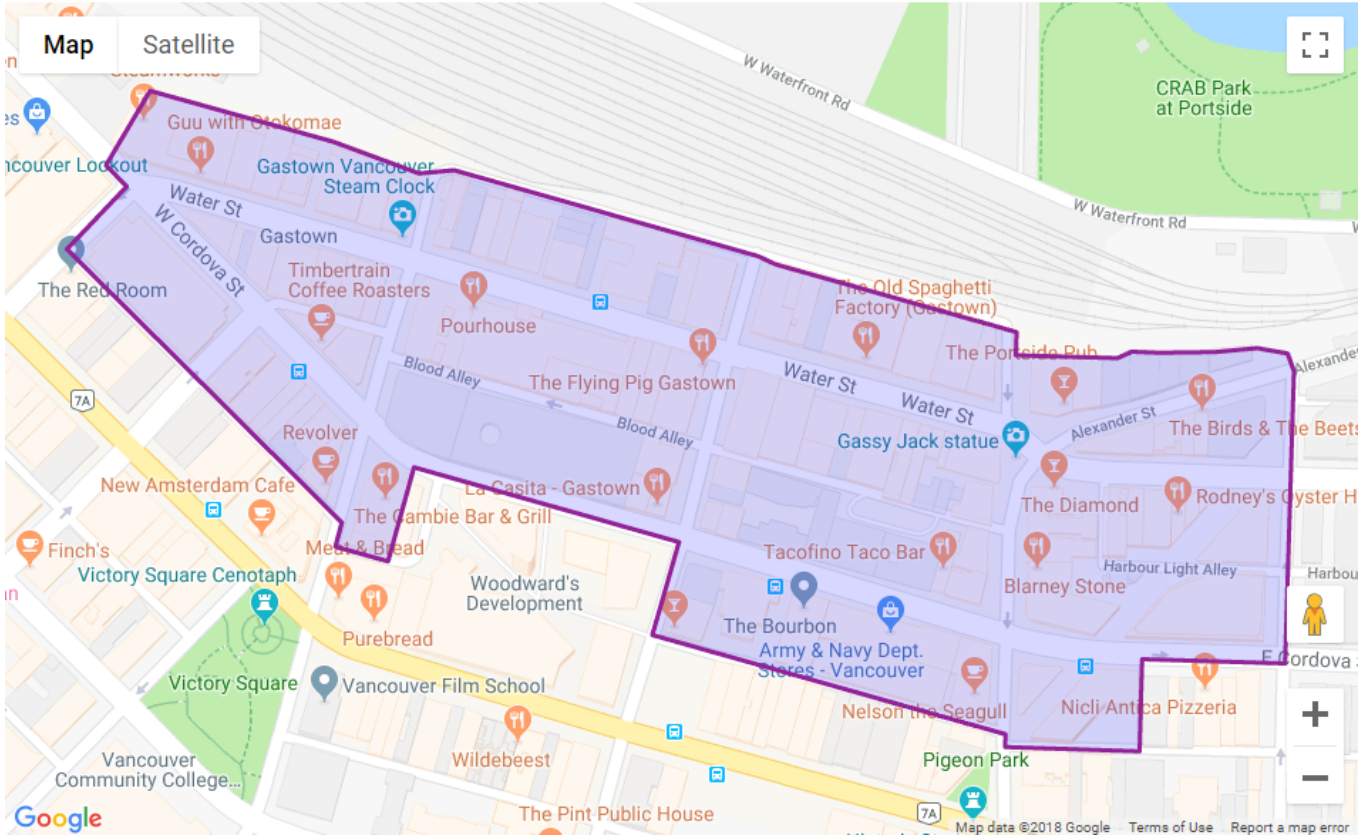 Map
Satellite
Steamworks
W Waterfront Rd
CRAB Park
at Portside
Guu with Otokomae
ncouver Lookout
Gastown Vancouver
Steam Clock
Water St
W Waterfront Rd
W Cordova St
Gastown
The Red Room
Timbertrain
Coffee Roasters
The Old Spaghetti
Factory (Gastown)
Pourhouse
The Portside Pub
Alexander
Blood Alley
The Flying Pig Gastown
Water St
7A
Water St
Alexander St
Revolver
Blood Alley
Gassy Jack statue
The Birds & The Beets
New Amsterdam Cafe
La Casita - Gastown
The Diamond
Rodney's Oyster H
The Cambie Bar & Grill
Finch's
Meat & Bread
Tacofino Taco Bar
Victory Square Cenotaph
Woodward's
Development
Blarney Stone
Harbour Light Alley
Harbou
Purebread
The Bourbon
Army & Navy Dept.
Stores - Vancouver
E Cordova
Victory Square
Vancouver Film School
Nelson the Seagull
Nicli Antica Pizzeria
Wildebeest
Vancouver
Community College...
Pigeon Park
The Pint Public House
7A
Google
Map data ©2018 Google
Terms of Use
Report a map error